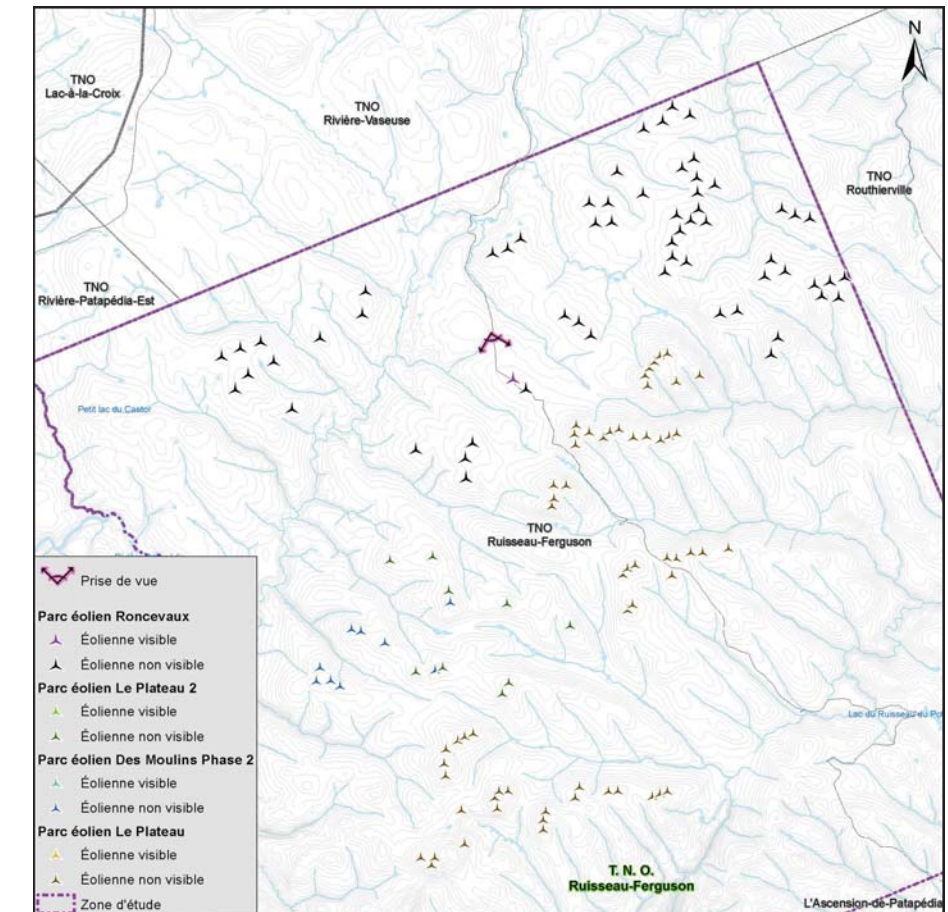 N
TNO
Lac-à-la-Croix
TNO
Rivière-Vaseuse
TNO
Routhierville
TNO
Rivière-Patapédia-Est
Petit lac du Castor
TNO
Ruisseau-Ferguson
Prise de vue
Parc éolien Roncevaux
Éolienne visible
Éolienne non visible
Parc éolien Le Plateau 2
Éolienne visible
Éolienne non visible
Parc éolien Des Moulins Phase 2
Éolienne visible
Éolienne non visible
Parc éolien Le Plateau
Éolienne visible
Éolienne non visible
Zone d'étude
Lac du Ruisseau du
T. N. O.
Ruisseau-Ferguson
L'Ascension-de-Patapédia